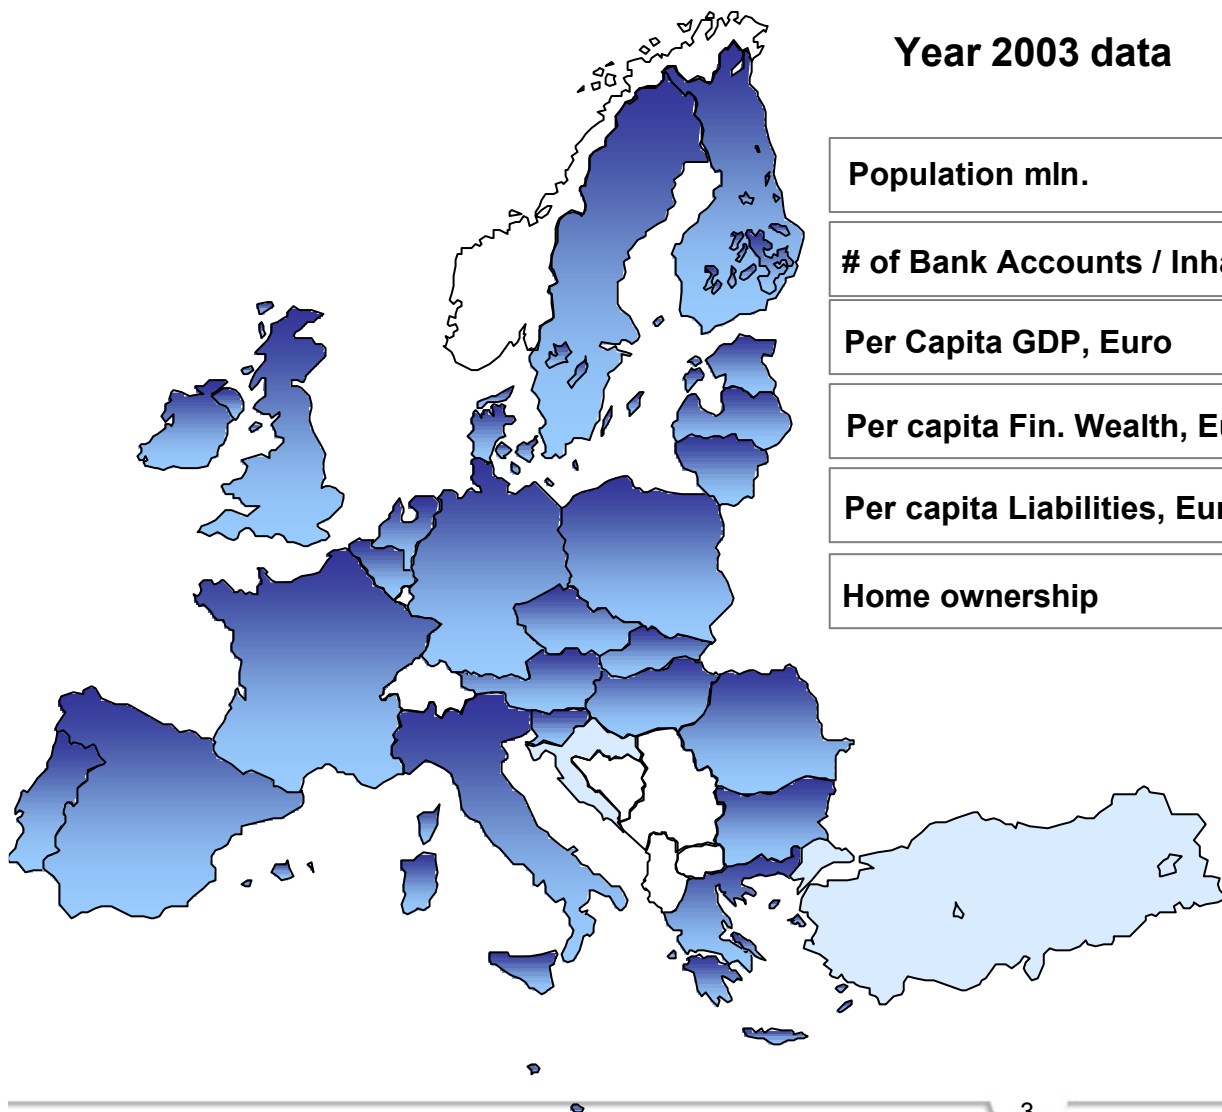 Year 2003 data
Population mln.
# of Bank Accounts / Inha
Per Capita GDP, Euro
Per capita Fin. Wealth, Eu
Per capita Liabilities, Eur
Home ownership
3